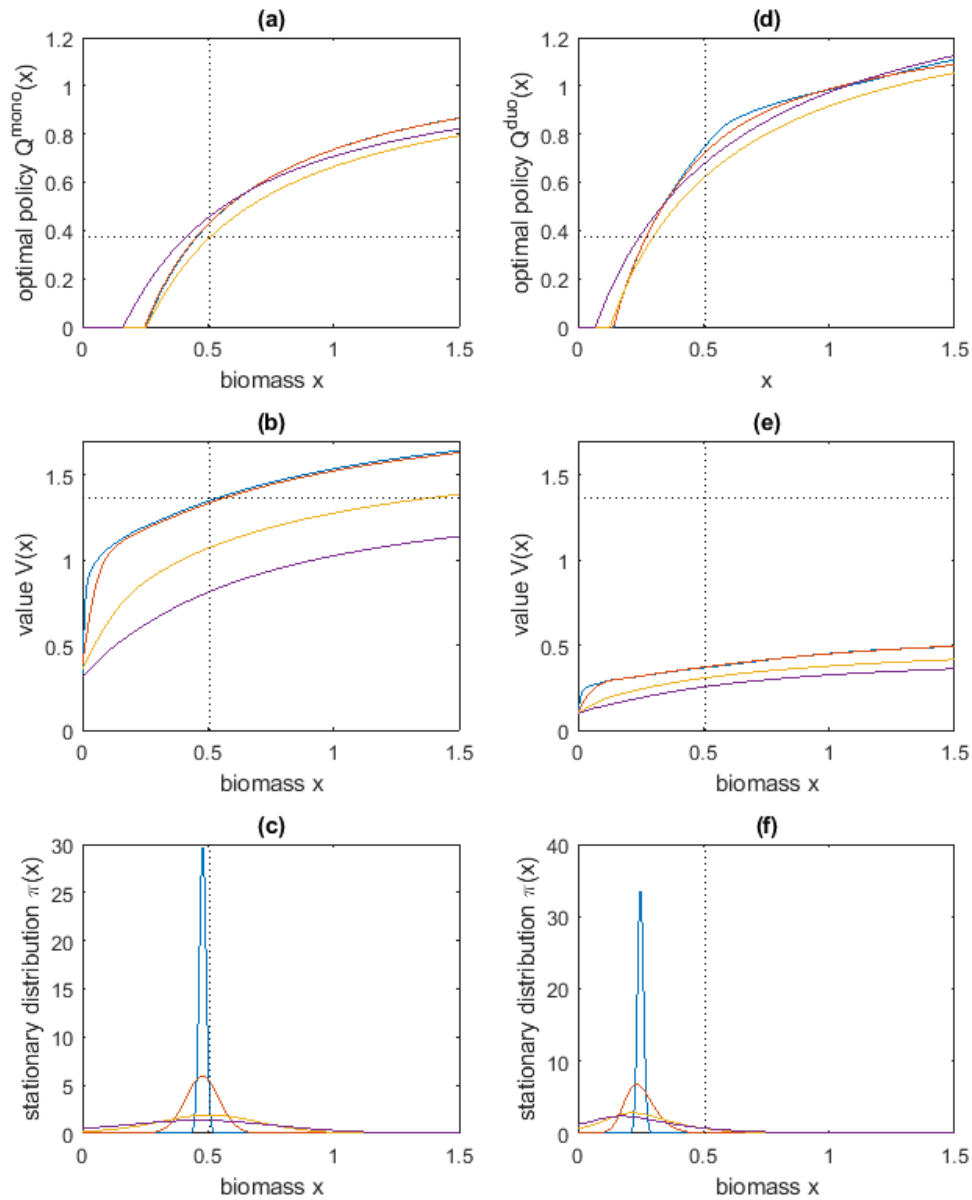 (a)
optimal policy Q^mono(x)
1.2
1
0.8
0.6
0.4
0.2
0
0 0.5 1 1.5
biomass x
(d)
optimal policy Q^duo(x)
1.2
1
0.8
0.6
0.4
0.2
0
0 0.5 1 1.5
x
(b)
value V(x)
1.5
1
0.5
0
0 0.5 1 1.5
biomass x
(e)
value V(x)
1.5
1
0.5
0
0 0.5 1 1.5
biomass x
(c)
stationary distribution π(x)
30
25
20
15
10
5
0
0 0.5 1 1.5
biomass x
(f)
stationary distribution π(x)
40
30
20
10
0
0 0.5 1 1.5
biomass x